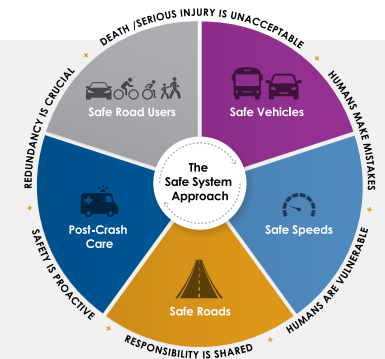 DEATH /SERIOUS INJURY IS UNACCEPTABLE
HUMANS MAKE MISTAKES
HUMANS ARE VULNERABLE
RESPONSIBILITY IS SHARED
SAFETY IS PROACTIVE
REDUNDANCY IS CRUCIAL
Safe Road Users
Safe Vehicles
The
Safe System
Approach
Post-Crash
Care
Safe Speeds
Safe Roads